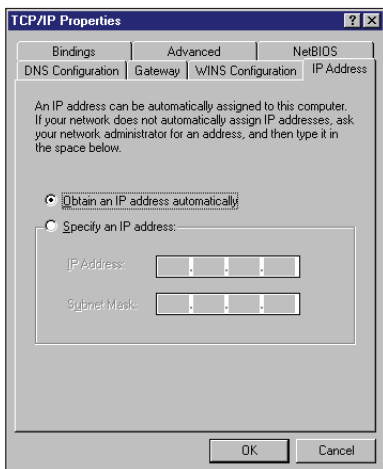 TCP/IP Properties
Bindings Advanced NetBIOS
DNS Configuration Gateway WINS Configuration IP Address
An IP address can be automatically assigned to this computer.
If your network does not automatically assign IP addresses, ask
your network administrator for an address, and then type it in
the space below.
Obtain an IP address automatically
Specify an IP address:
IP Address:
Subnet Mask:
OK Cancel